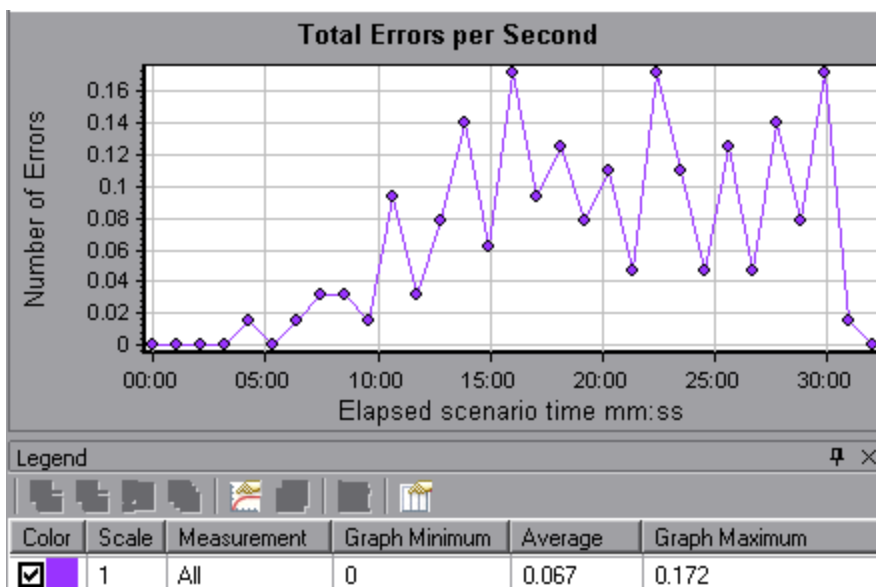 Total Errors per Second
Number of Errors
0.16
0.14
0.12
0.1
0.08
0.06
0.04
0.02
0
00:00 05:00 10:00 15:00 20:00 25:00 30:00
Elapsed scenario time mm:ss
Legend
Color Scale Measurement Graph Minimum Average Graph Maximum
1 All 0 0.067 0.172